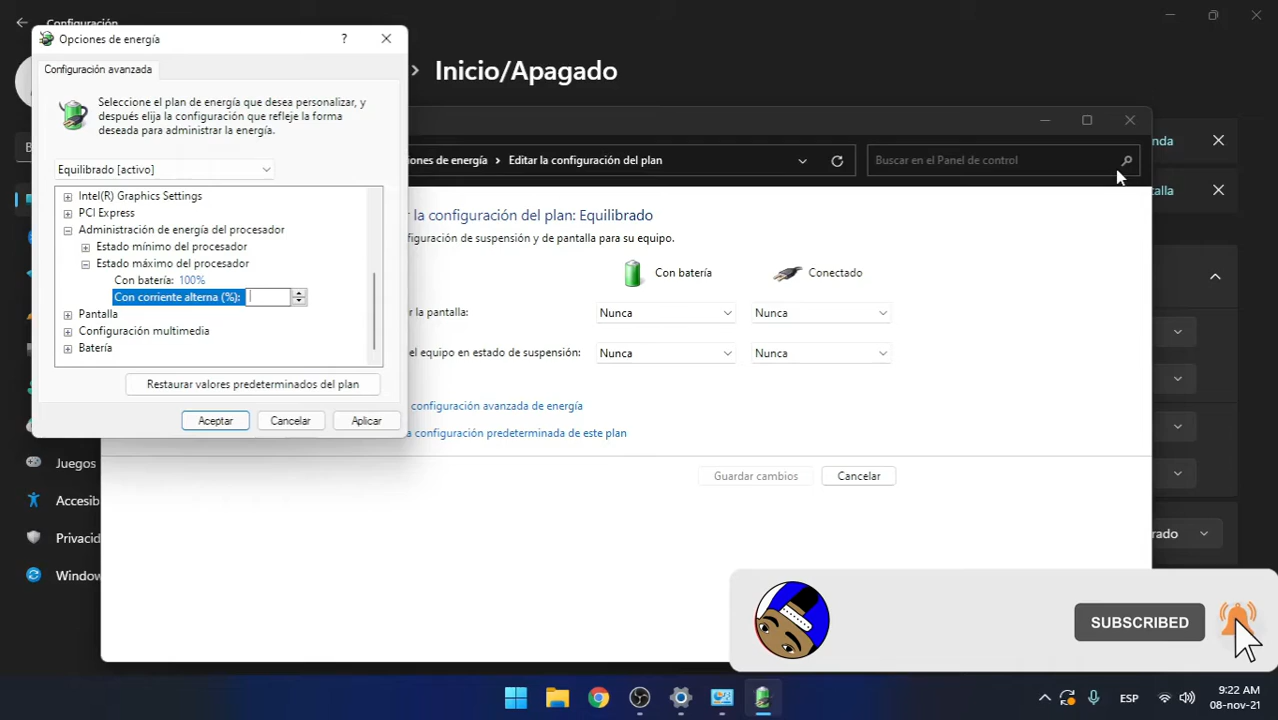 Configuración
Opciones de energía
?
Configuración avanzada
Inicio/Apagado
Seleccione el plan de energía que desea personalizar, y
después elija la configuración que refleje la forma
deseada para administrar la energía.
Equilibrado [activo]
Intel(R) Graphics Settings
PCI Express
Administración de energía del procesador
Estado mínimo del procesador
Estado máximo del procesador
Con batería: 100%
Con corriente alterna (%):
Pantalla
Configuración multimedia
Batería
Restaurar valores predeterminados del plan
Aceptar
Cancelar
Aplicar
iones de energía > Editar la configuración del plan
Buscar en el Panel de control
la configuración del plan: Equilibrado
figuración de suspensión y de pantalla para su equipo.
Con batería
Conectado
r la pantalla:
Nunca
Nunca
el equipo en estado de suspensión:
Nunca
Nunca
configuración avanzada de energía
a configuración predeterminada de este plan
Guardar cambios
Cancelar
nda
talla
rado
Juegos
Accesib
Privacid
Window
SUBSCRIBED
ESP
9:22 AM
08-nov-21